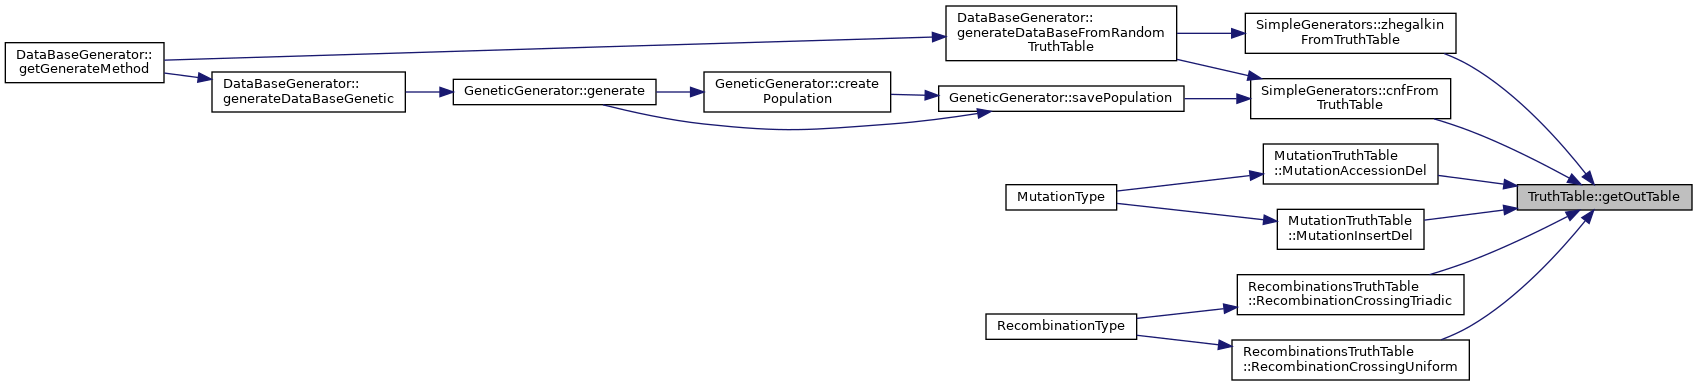 DataBaseGenerator::
getGenerateMethod
DataBaseGenerator::
generateDataBaseGenetic
GeneticGenerator::generate
GeneticGenerator::create
Population
GeneticGenerator::savePopulation
DataBaseGenerator::
generateDataBaseFromRandom
TruthTable
SimpleGenerators::zhegalkin
FromTruthTable
SimpleGenerators::cnfFrom
TruthTable
MutationType
MutationTruthTable
::MutationAccessionDel
MutationTruthTable
::MutationInsertDel
RecombinationType
RecombinationsTruthTable
::RecombinationCrossingTriadic
RecombinationsTruthTable
::RecombinationCrossingUniform
TruthTable::getOutTable